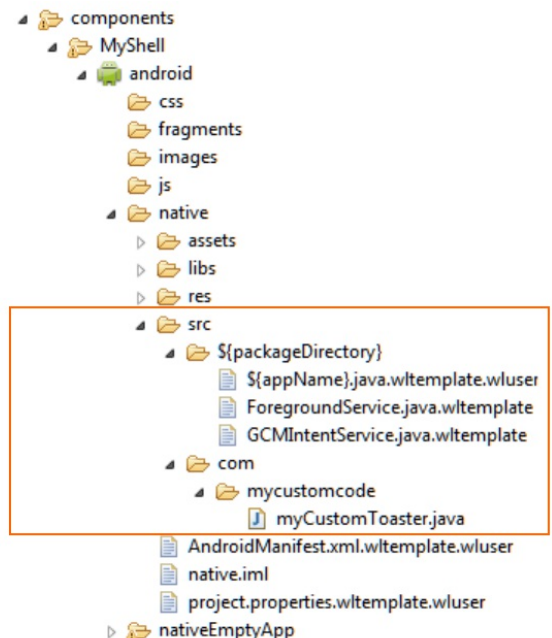 components
MyShell
android
css
fragments
images
js
native
assets
libs
res
src
${packageDirectory}
${appName}.java.wltemplate.wluser
ForegroundService.java.wltemplate
GCMIntentService.java.wltemplate
com
mycustomcode
myCustomToaster.java
AndroidManifest.xml.wltemplate.wluser
native.iml
project.properties.wltemplate.wluser
nativeEmptyApp